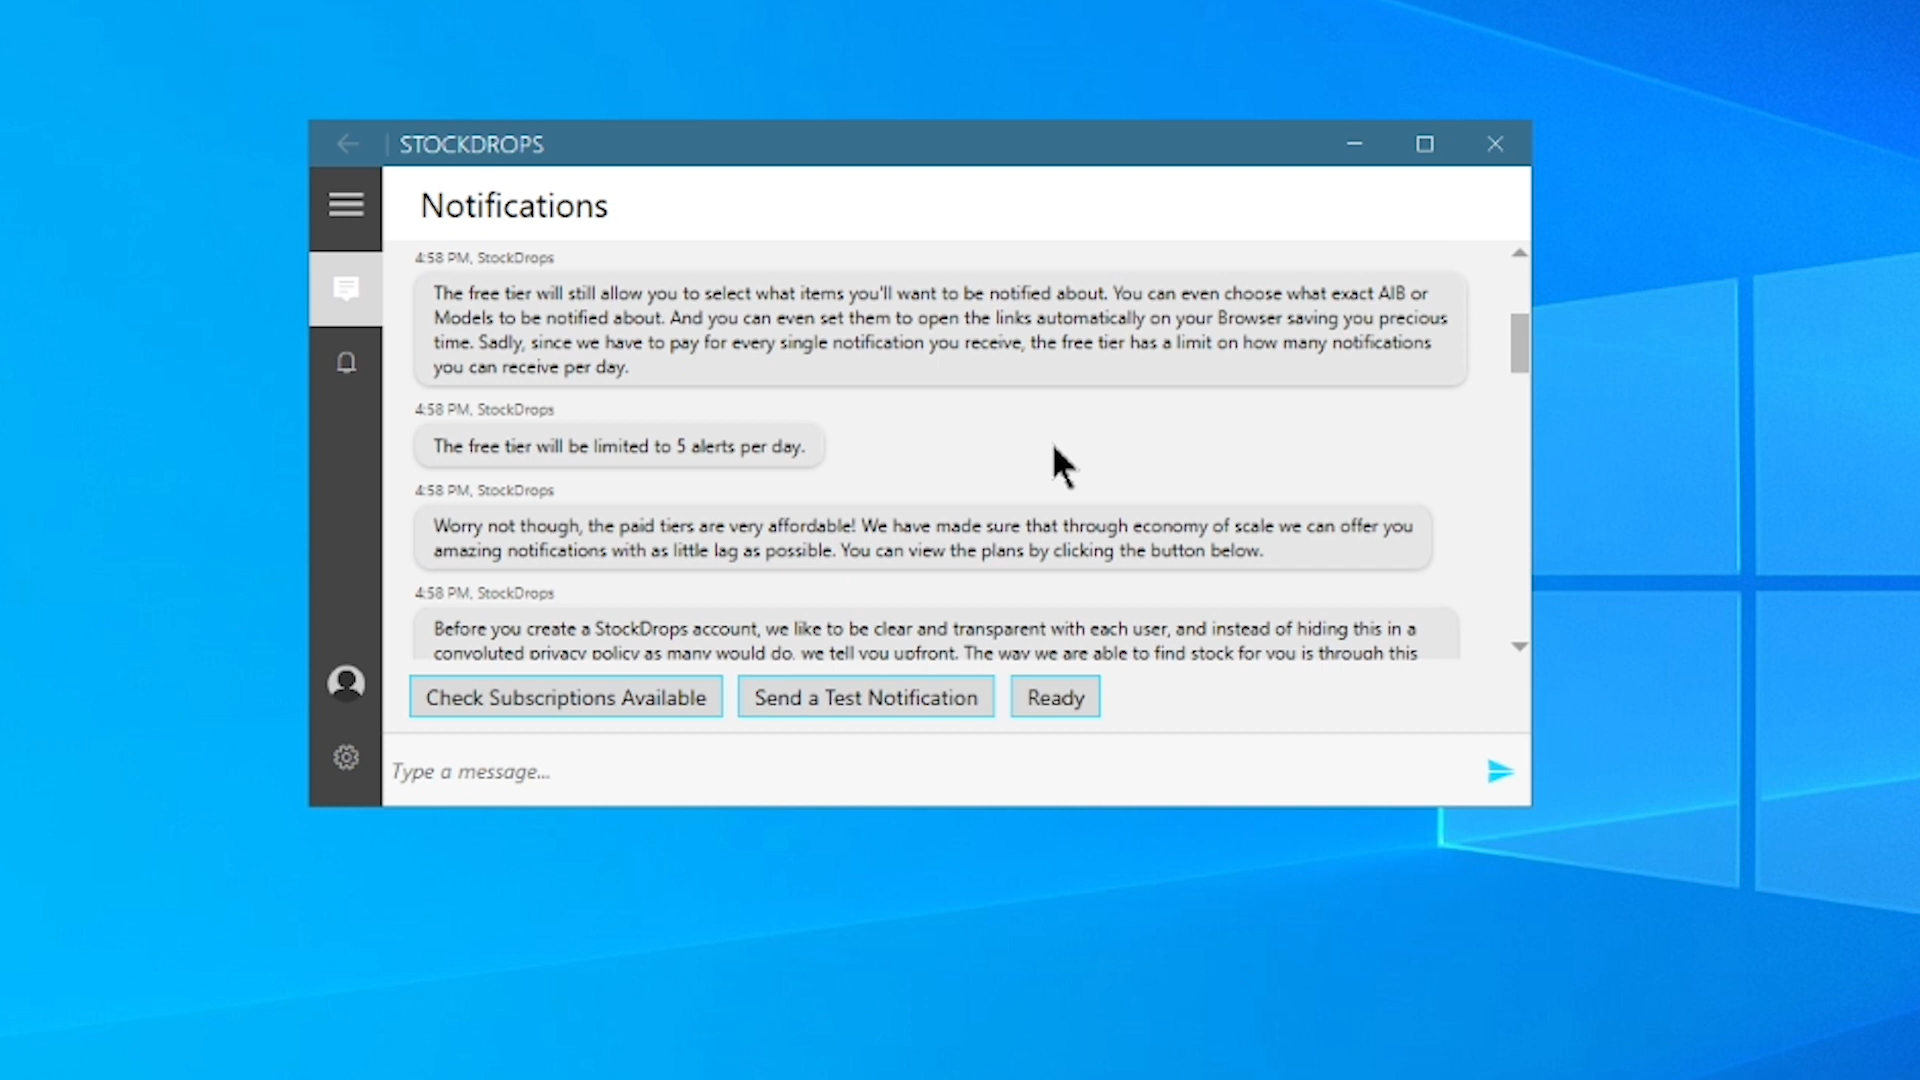 STOCKDROPS
Notifications
4:58 PM, StockDrops
The free tier will still allow you to select what items you'll want to be notified about. You can even choose what exact AIB or
Models to be notified about. And you can even set them to open the links automatically on your Browser saving you precious
time. Sadly, since we have to pay for every single notification you receive, the free tier has a limit on how many notifications
you can receive per day.
4:58 PM, StockDrops
The free tier will be limited to 5 alerts per day.
4:58 PM, StockDrops
Worry not though, the paid tiers are very affordable! We have made sure that through economy of scale we can offer you
amazing notifications with as little lag as possible. You can view the plans by clicking the button below.
4:58 PM, StockDrops
Before you create a StockDrops account, we like to be clear and transparent with each user, and instead of hiding this in a
convoluted privacy policy as many would do, we tell you upfront. The way we are able to find stock for you is through this
Check Subscriptions Available
Send a Test Notification
Ready
Type a message...